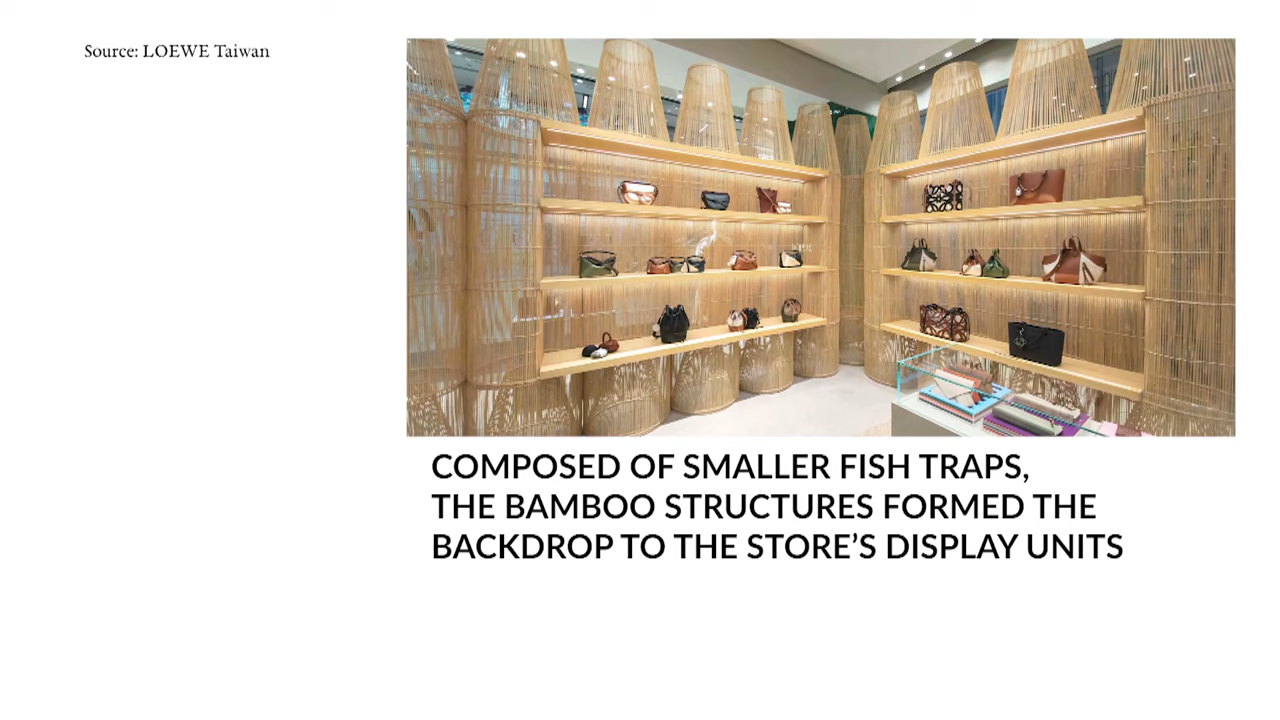 Source: LOEWE Taiwan
COMPOSED OF SMALLER FISH TRAPS,
THE BAMBOO STRUCTURES FORMED THE
BACKDROP TO THE STORE’S DISPLAY UNITS